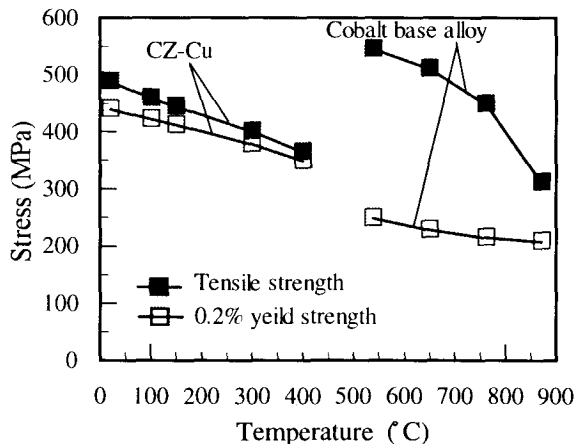 600
500
400
300
200
100
0
Stress (MPa)
CZ-Cu
Cobalt base alloy
Tensile strength
0.2% yeild strength
0 100 200 300 400 500 600 700 800 900
Temperature (°C)